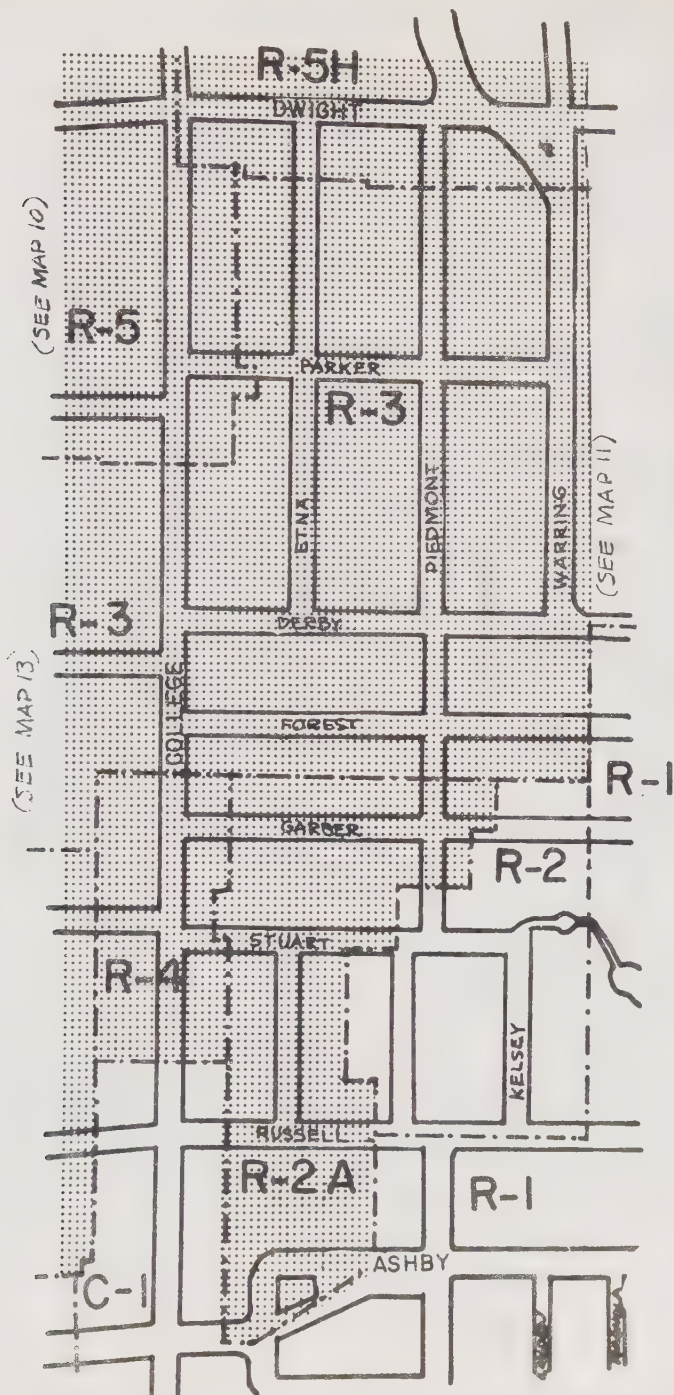 R-5H
DWIGHT
(SEE MAP 10)
R-5
PARKER
R-3
ETNA
PIEDMONT
WARRING
(SEE MAP 11)
R-3
DERBY
(SEE MAP 13)
COLLEGE
FOREST
R-1
GARBER
R-2
STUART
R-4
KELSEY
RUSSELL
R-2A
R-1
ASHBY
C-1